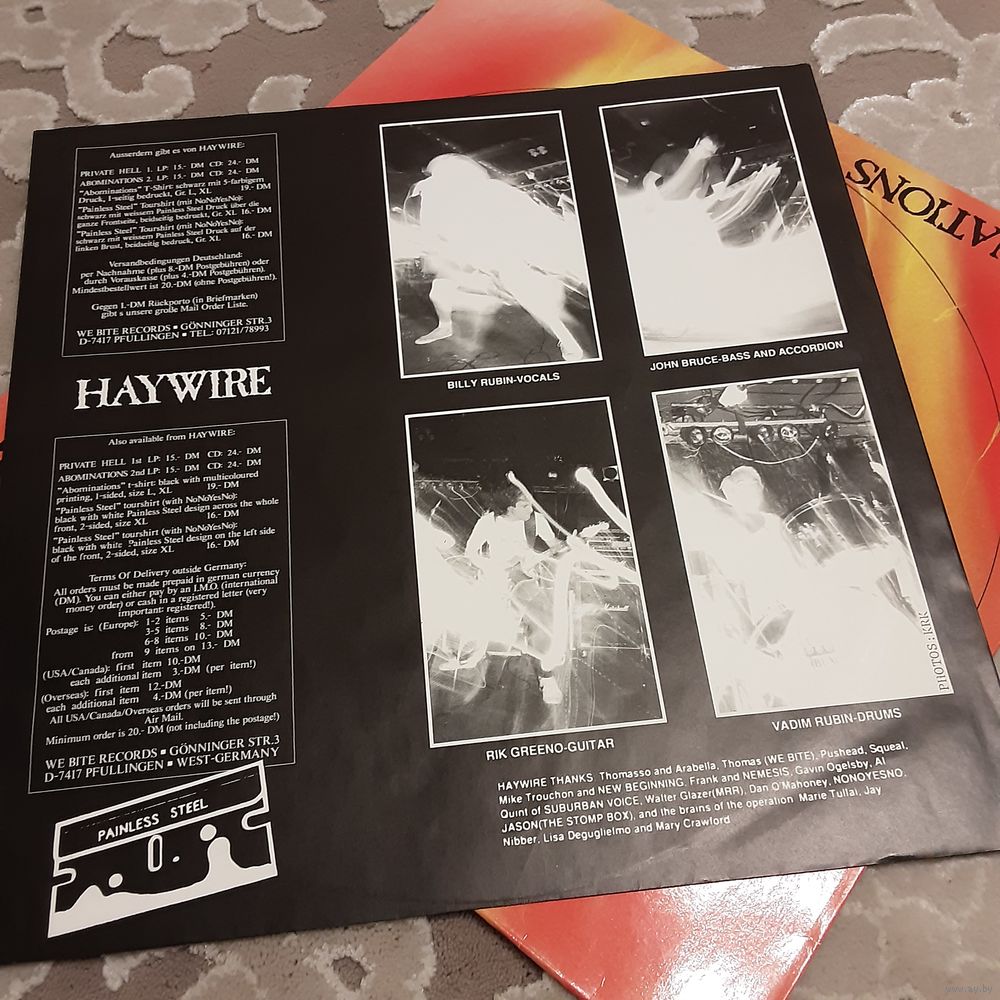 Ausserdem gibt es von HAYWIRE:
PRIVATE HELL 1. LP: 15.- DM CD: 24.- DM
ABOMINATIONS 2. LP: 15.- DM CD: 24.- DM
"Abominations" T-Shirt: schwarz mit 5-farbigem
Druck, 1-seitig bedruckt, Gr. L, XL 19.- DM
"Painless Steel" Tourshirt (mit NoNoYesNo):
schwarz mit weissem Painless Steel Druck über die
ganze Frontseite, beidseitig bedruckt, Gr. XL 16.- DM
"Painless Steel" Tourshirt (mit NoNoYesNo):
schwarz mit weissem Painless Steel Druck auf der
linken Brust, beidseitig bedruckt, Gr. XL 16.- DM
Versandbedingungen Deutschland:
per Nachnahme (plus 8.-DM Postgebühren) oder
durch Vorauskasse (plus 4.-DM Postgebühren).
Mindestbestellwert ist 20.-DM (ohne Postgebühren!).
Gegen 1.-DM Rückporto (in Briefmarken)
gibt s unsere große Mail Order Liste.
WE BITE RECORDS ▪ GÖNNINGER STR.3
D-7417 PFULLINGEN ▪ TEL.: 07121/78993
HAYWIRE
Also available from HAYWIRE:
PRIVATE HELL 1st LP: 15.- DM CD: 24.- DM
ABOMINATIONS 2nd LP: 15.- DM CD: 24.- DM
"Abominations" t-shirt: black with multicoloured
printing, 1-sided, size L, XL 19.- DM
"Painless Steel" tourshirt (with NoNoYesNo):
black with white Painless Steel design across the whole
front, 2-sided, size XL 16.- DM
"Painless Steel" tourshirt (with NoNoYesNo):
black with white Painless Steel design on the left side
of the front, 2-sided, size XL 16.- DM
Terms Of Delivery outside Germany:
All orders must be made prepaid in german currency
(DM). You can either pay by an I.M.O. (international
money order) or cash in a registered letter (very
important: registered!).
Postage is: (Europe): 1-2 items 5.- DM
3-5 items 8.- DM
6-8 items 10.- DM
from 9 items on 13.- DM
(USA/Canada): first item 10.-DM
each additional item 3.-DM (per item!)
(Overseas): first item 12.-DM
each additional item 4.-DM (per item!)
All USA/Canada/Overseas orders will be sent through
Air Mail.
Minimum order is 20.- DM (not including the postage!)
WE BITE RECORDS ▪ GÖNNINGER STR.3
D-7417 PFULLINGEN ▪ WEST-GERMANY
PAINLESS STEEL
BILLY RUBIN-VOCALS
JOHN BRUCE-BASS AND ACCORDION
Marshall
RIK GREENO-GUITAR
VADIM RUBIN-DRUMS
PHOTOS: KRK
HAYWIRE THANKS Thomasso and Arabella, Thomas (WE BITE), Pushead, Squeal,
Mike Trouchon and NEW BEGINNING, Frank and NEMESIS, Gavin Ogelsby, Al
Quint of SUBURBAN VOICE, Walter Glazer(MRR), Dan O'Mahoney, NONOYESNO,
JASON(THE STOMP BOX), and the brains of the operation Marie Tullai, Jay
Nibber, Lisa Deguglielmo and Mary Crawford
NATIONS
www.ay.by